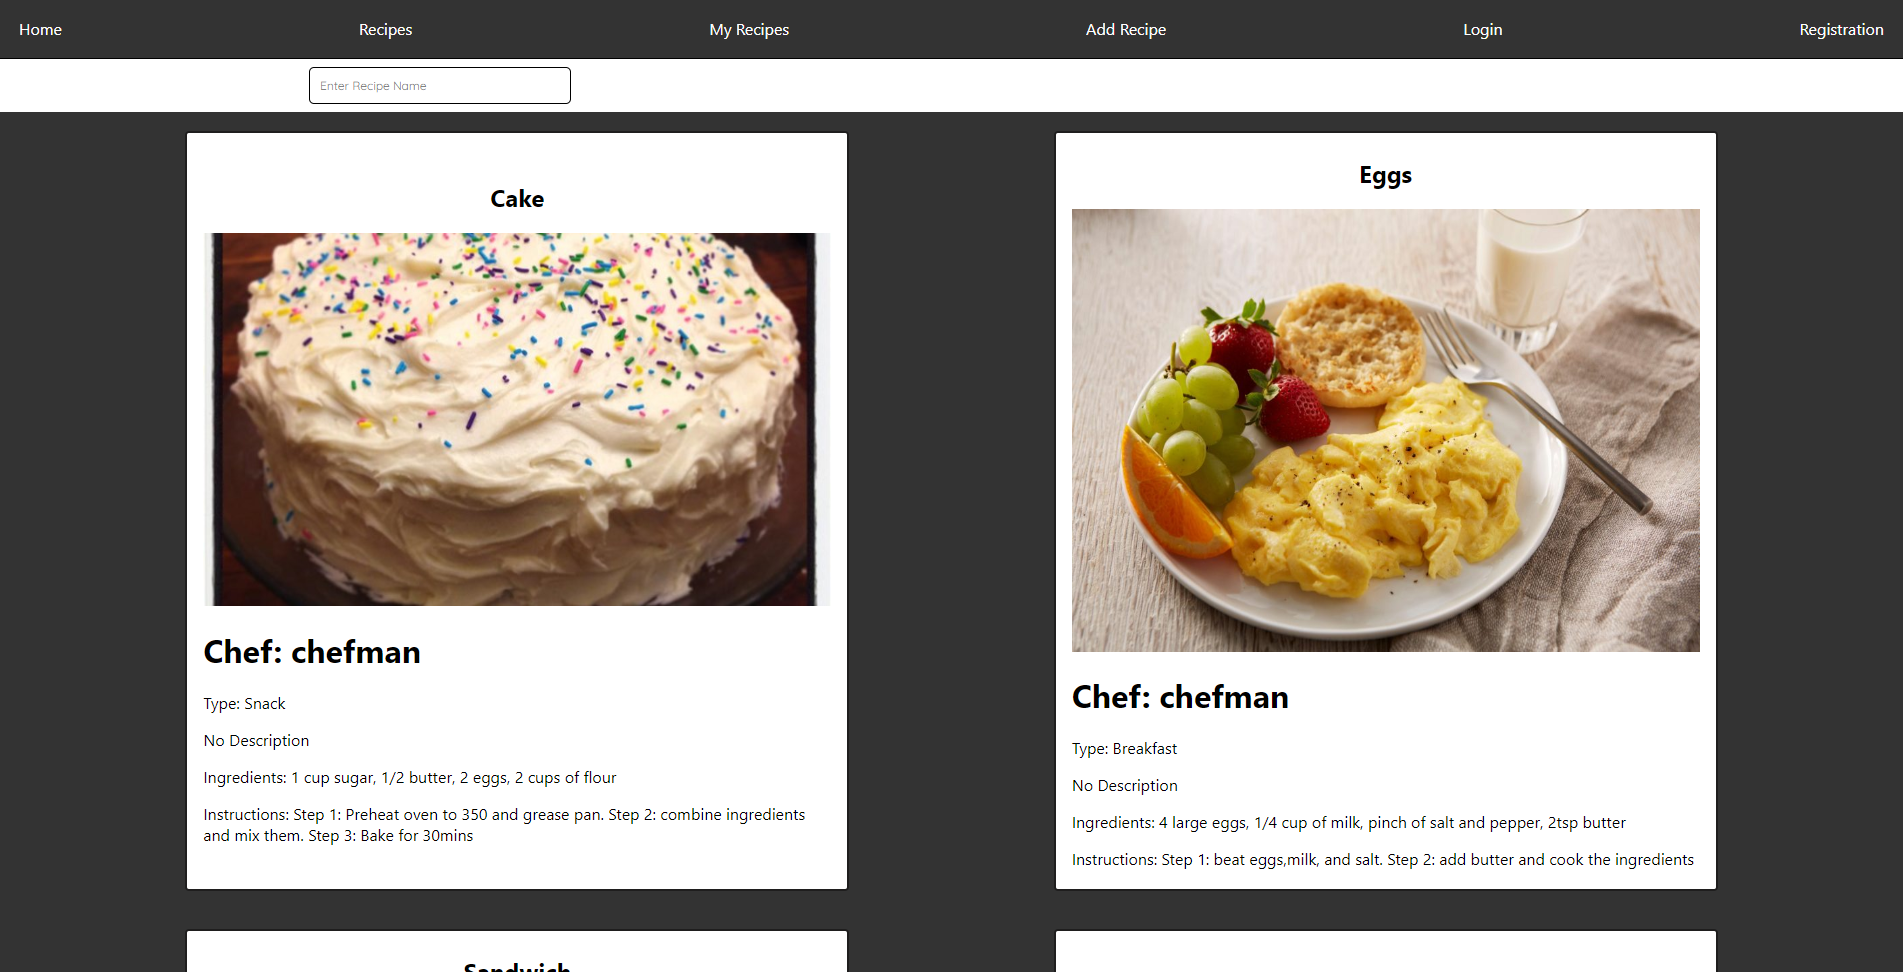 Home
Recipes
My Recipes
Add Recipe
Login
Registration
Enter Recipe Name
Cake
Chef: chefman
Type: Snack
No Description
Ingredients: 1 cup sugar, 1/2 butter, 2 eggs, 2 cups of flour
Instructions: Step 1: Preheat oven to 350 and grease pan. Step 2: combine ingredients
and mix them. Step 3: Bake for 30mins
Eggs
Chef: chefman
Type: Breakfast
No Description
Ingredients: 4 large eggs, 1/4 cup of milk, pinch of salt and pepper, 2tsp butter
Instructions: Step 1: beat eggs,milk, and salt. Step 2: add butter and cook the ingredients
Sandwich